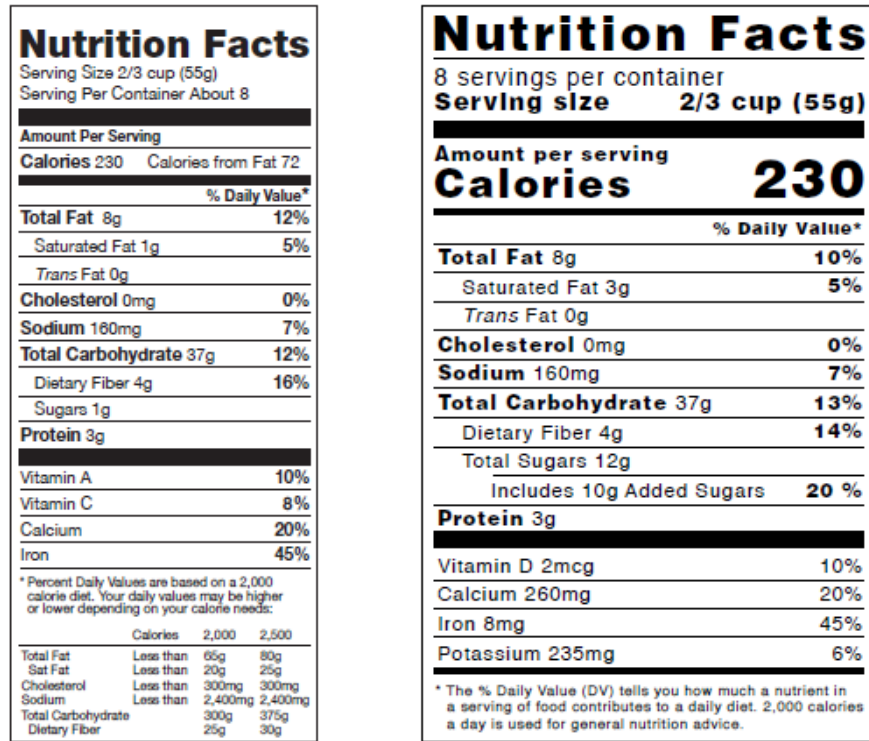 Nutrition Facts
Serving Size 2/3 cup (55g)
Serving Per Container About 8
Amount Per Serving
Calories 230 Calories from Fat 72
% Daily Value*
Total Fat 8g 12%
Saturated Fat 1g 5%
Trans Fat 0g
Cholesterol 0mg 0%
Sodium 160mg 7%
Total Carbohydrate 37g 12%
Dietary Fiber 4g 16%
Sugars 1g
Protein 3g
Vitamin A 10%
Vitamin C 8%
Calcium 20%
Iron 45%
* Percent Daily Values are based on a 2,000
calorie diet. Your daily values may be higher
or lower depending on your calorie needs:
Calories 2,000 2,500
Total Fat Less than 65g 80g
Sat Fat Less than 20g 25g
Cholesterol Less than 300mg 300mg
Sodium Less than 2,400mg 2,400mg
Total Carbohydrate 300g 375g
Dietary Fiber 25g 30g
Nutrition Facts
8 servings per container
Serving size 2/3 cup (55g)
Amount per serving
Calories 230
% Daily Value*
Total Fat 8g 10%
Saturated Fat 3g 5%
Trans Fat 0g
Cholesterol 0mg 0%
Sodium 160mg 7%
Total Carbohydrate 37g 13%
Dietary Fiber 4g 14%
Total Sugars 12g
Includes 10g Added Sugars 20 %
Protein 3g
Vitamin D 2mcg 10%
Calcium 260mg 20%
Iron 8mg 45%
Potassium 235mg 6%
* The % Daily Value (DV) tells you how much a nutrient in
a serving of food contributes to a daily diet. 2,000 calories
a day is used for general nutrition advice.